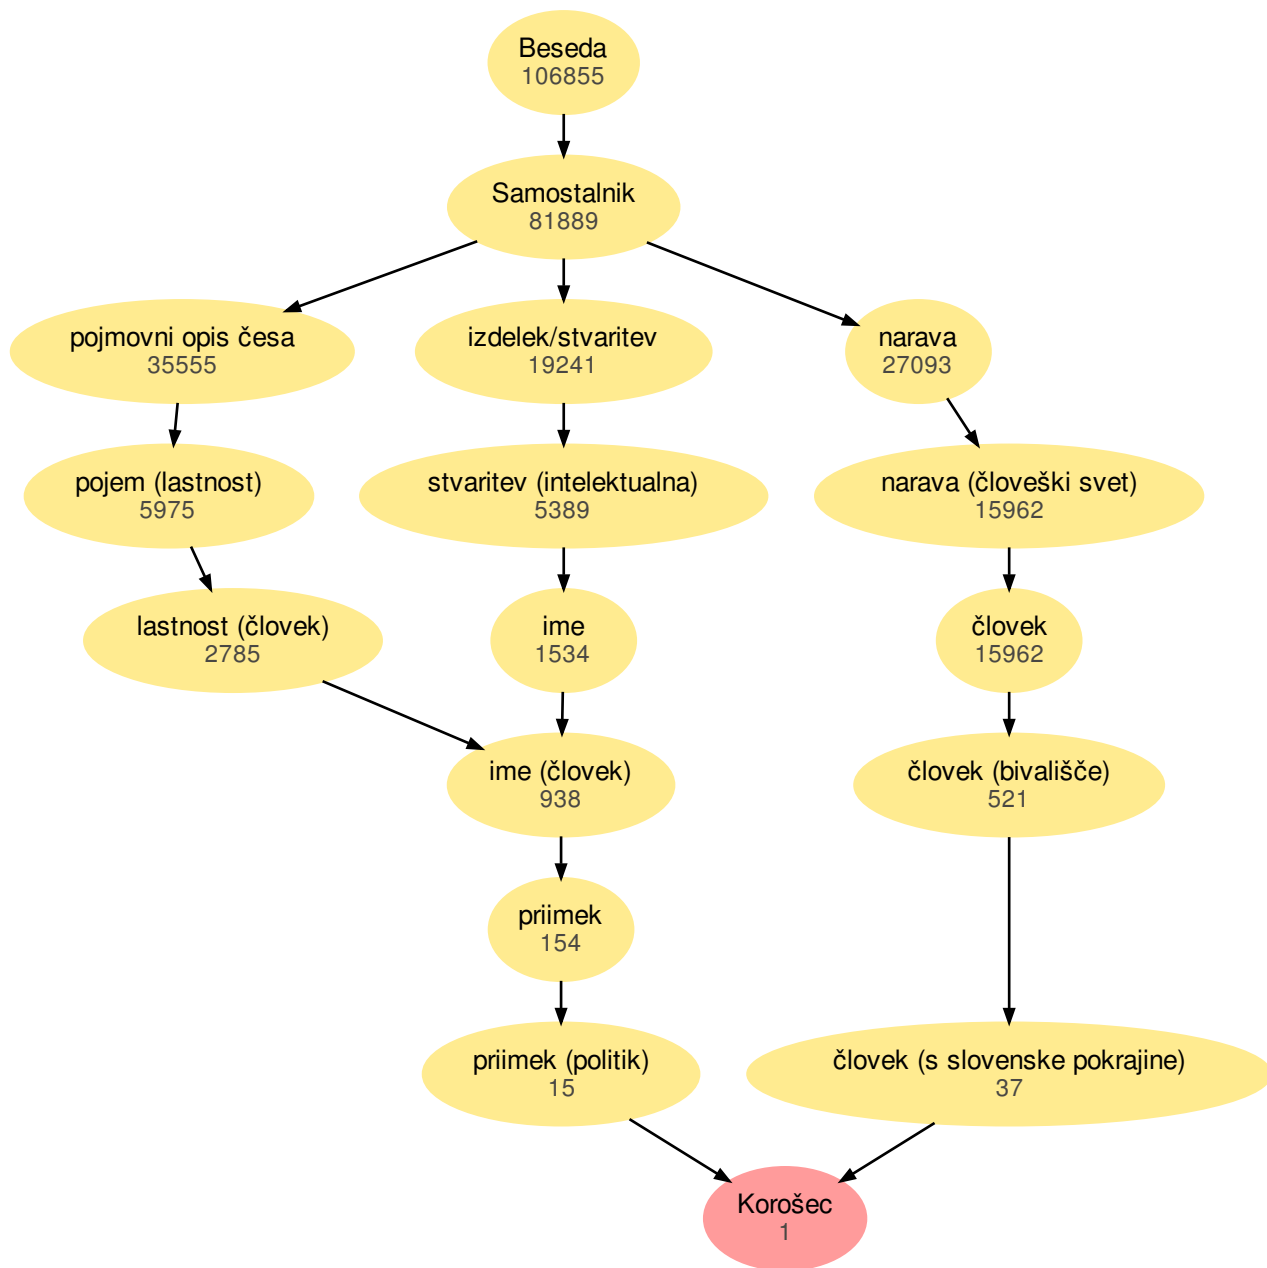 Beseda
106855
Samostalnik
81889
pojmovni opis česa
35555
izdelek/stvaritev
19241
narava
27093
pojem (lastnost)
5975
stvaritev (intelektualna)
5389
narava (človeški svet)
15962
lastnost (človek)
2785
ime
1534
človek
15962
ime (človek)
938
človek (bivališče)
521
priimek
154
priimek (politik)
15
človek (s slovenske pokrajine)
37
Korošec
1